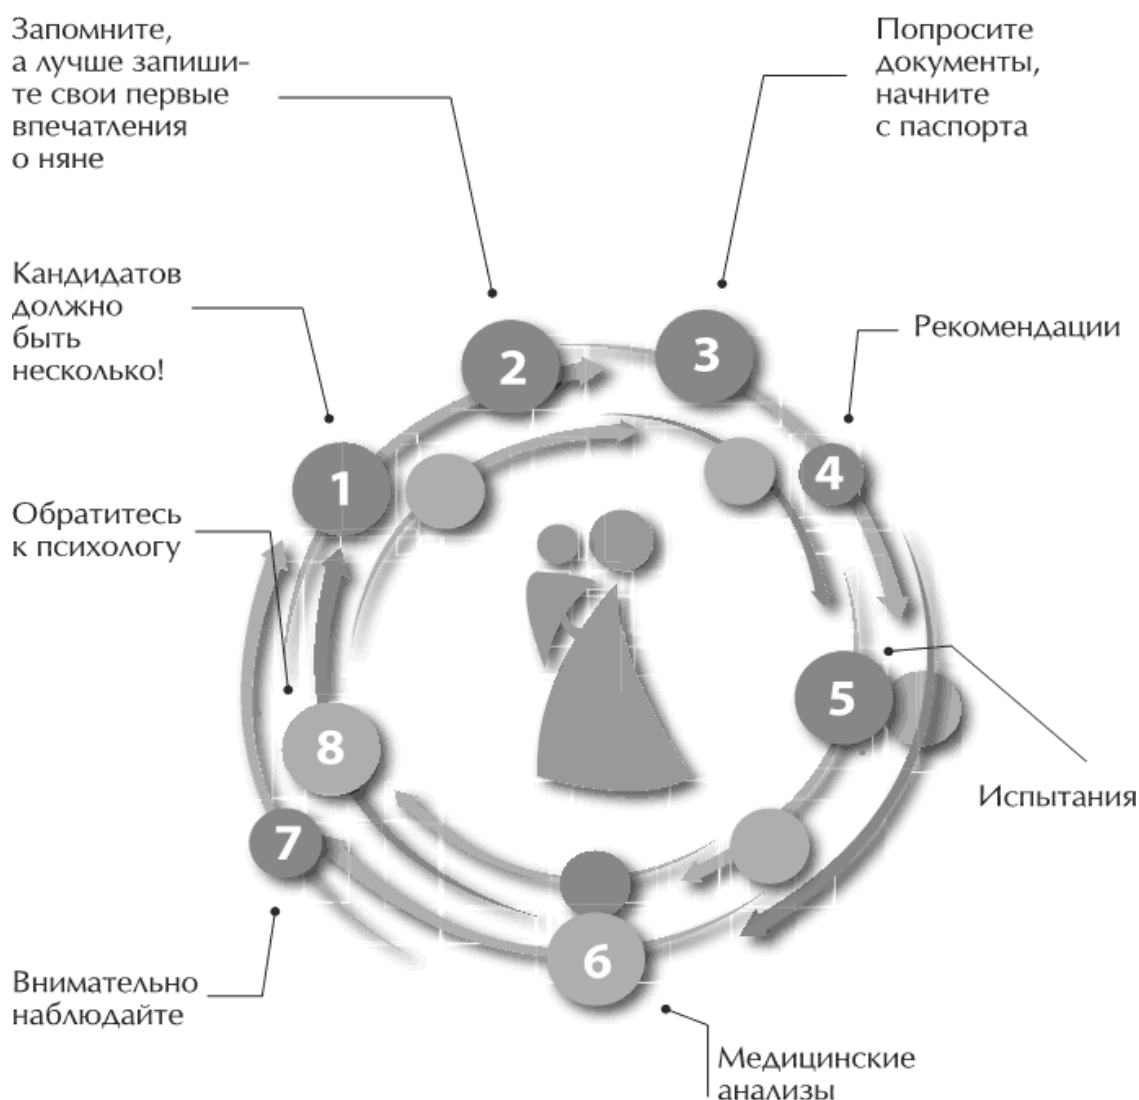 Запомните,
а лучше запиши-
те свои первые
впечатления
о няне
Попросите
документы,
начните
с паспорта
Кандидатов
должно
быть
несколько!
Рекомендации
2
3
1
4
Обратитесь
к психологу
5
8
Испытания
7
6
Внимательно
наблюдайте
Медицинские
анализы